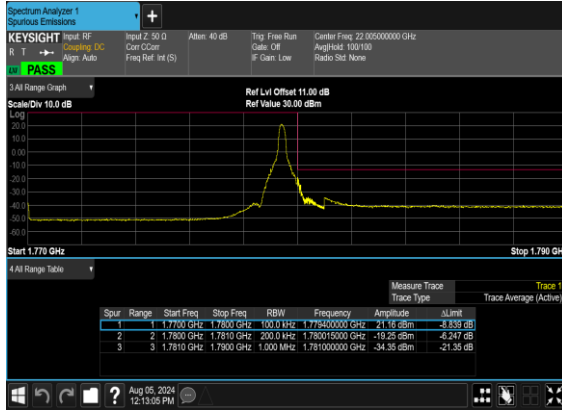 Spectrum Analyzer 1
Spurious Emissions
+
KEYSIGHT Input: RF Input Z: 50 Ω Atten: 40 dB Trig: Free Run Center Freq: 22.005000000 GHz
R T Coupling: DC Corr CCorr Gate: Off Avg|Hold: 100/100
Align: Auto Freq Ref: Int (S) IF Gain: Low Radio Std: None
PASS
3 All Range Graph
Ref Lvl Offset 11.00 dB
Scale/Div 10.0 dB Ref Value 30.00 dBm
Log
20.0
10.0
0.00
-10.0
-20.0
-30.0
-40.0
-50.0
-60.0
Start 1.770 GHz Stop 1.790 GH
4 All Range Table
Measure Trace Trace 1
Trace Type Trace Average (Active)
Spur Range Start Freq Stop Freq RBW Frequency Amplitude ΔLimit
1 1 1.7700 GHz 1.7800 GHz 100.0 kHz 1.779400000 GHz 21.16 dBm -8.839 dB
2 2 1.7800 GHz 1.7810 GHz 200.0 kHz 1.780015000 GHz -19.25 dBm -6.247 dB
3 3 1.7810 GHz 1.7900 GHz 1.000 MHz 1.781000000 GHz -34.35 dBm -21.35 dB
? Aug 05, 2024
12:13:05 PM